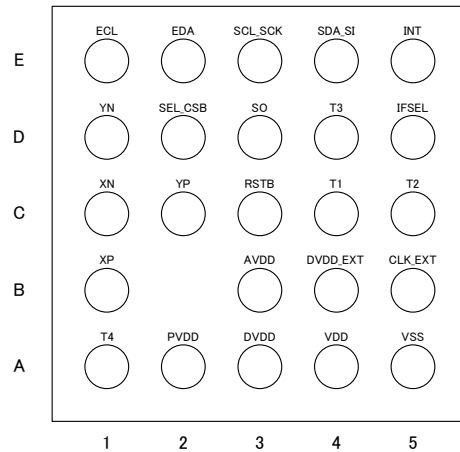 ECL EDA SCL_SCK SDA_SI INT
E
YN SEL_CSB SO T3 IFSEL
D
XN YP RSTB T1 T2
C
XP AVDD DVDD_EXT CLK_EXT
B
T4 PVDD DVDD VDD VSS
A
1 2 3 4 5